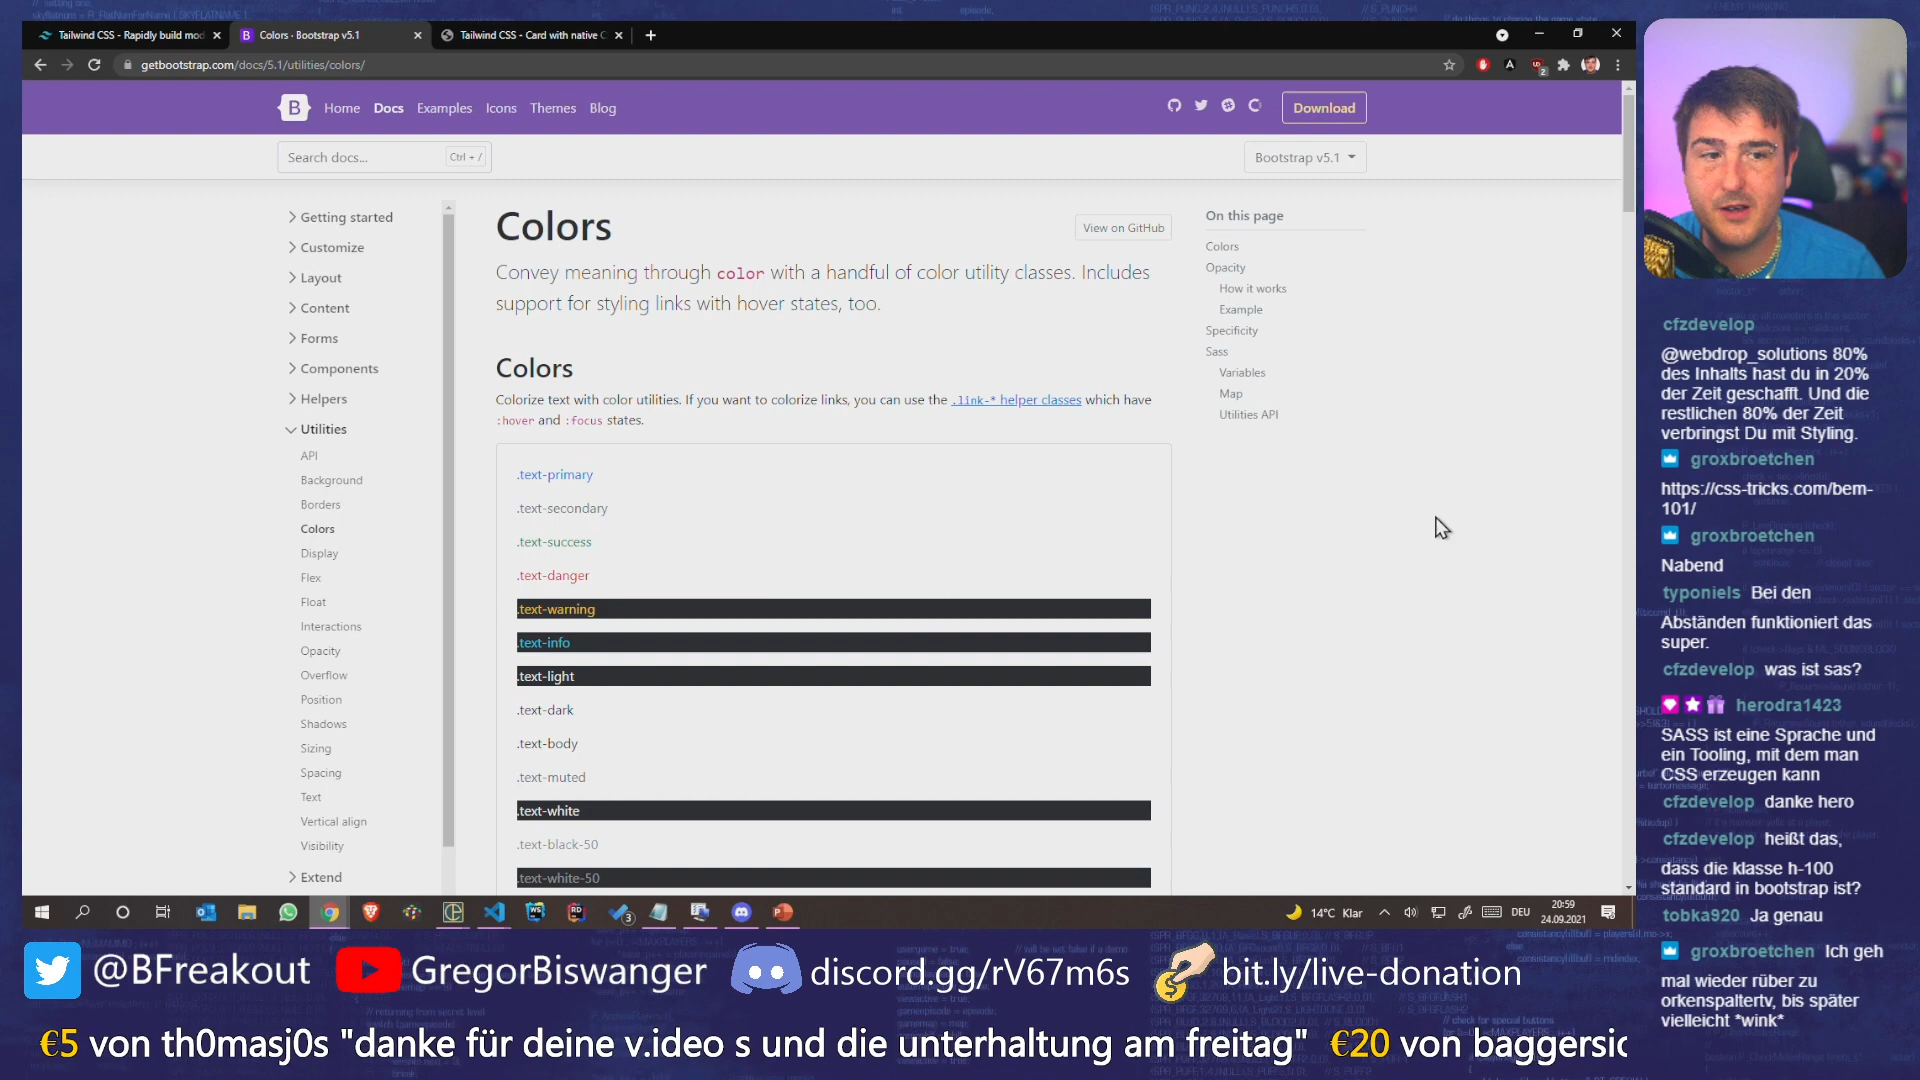 Tailwind CSS - Rapidly build mod
Colors · Bootstrap v5.1
Tailwind CSS - Card with native C
getbootstrap.com/docs/5.1/utilities/colors/
B Home Docs Examples Icons Themes Blog
Download
Search docs... Ctrl + /
Bootstrap v5.1
Getting started
Customize
Layout
Content
Forms
Components
Helpers
Utilities
API
Background
Borders
Colors
Display
Flex
Float
Interactions
Opacity
Overflow
Position
Shadows
Sizing
Spacing
Text
Vertical align
Visibility
Extend
Colors
View on GitHub
Convey meaning through color with a handful of color utility classes. Includes
support for styling links with hover states, too.
Colors
Colorize text with color utilities. If you want to colorize links, you can use the .link-* helper classes which have
:hover and :focus states.
.text-primary
.text-secondary
.text-success
.text-danger
.text-warning
.text-info
.text-light
.text-dark
.text-body
.text-muted
.text-white
.text-black-50
.text-white-50
On this page
Colors
Opacity
How it works
Example
Specificity
Sass
Variables
Map
Utilities API
3
14°C Klar
DEU
20:59
24.09.2021
cfzdevelop
@webdrop_solutions 80%
des Inhalts hast du in 20%
der Zeit geschafft. Und die
restlichen 80% der Zeit
verbringst Du mit Styling.
groxbroetchen
https://css-tricks.com/bem-
101/
groxbroetchen
Nabend
typoniels Bei den
Abständen funktioniert das
super.
cfzdevelop was ist sas?
herodra1423
SASS ist eine Sprache und
ein Tooling, mit dem man
CSS erzeugen kann
cfzdevelop danke hero
cfzdevelop heißt das,
dass die klasse h-100
standard in bootstrap ist?
tobka920 Ja genau
groxbroetchen Ich geh
mal wieder rüber zu
orkenspaltertv, bis später
vielleicht *wink*
@BFreakout
GregorBiswanger
discord.gg/rV67m6s
bit.ly/live-donation
€5 von th0masj0s "danke für deine v.ideo s und die unterhaltung am freitag" €20 von baggersic